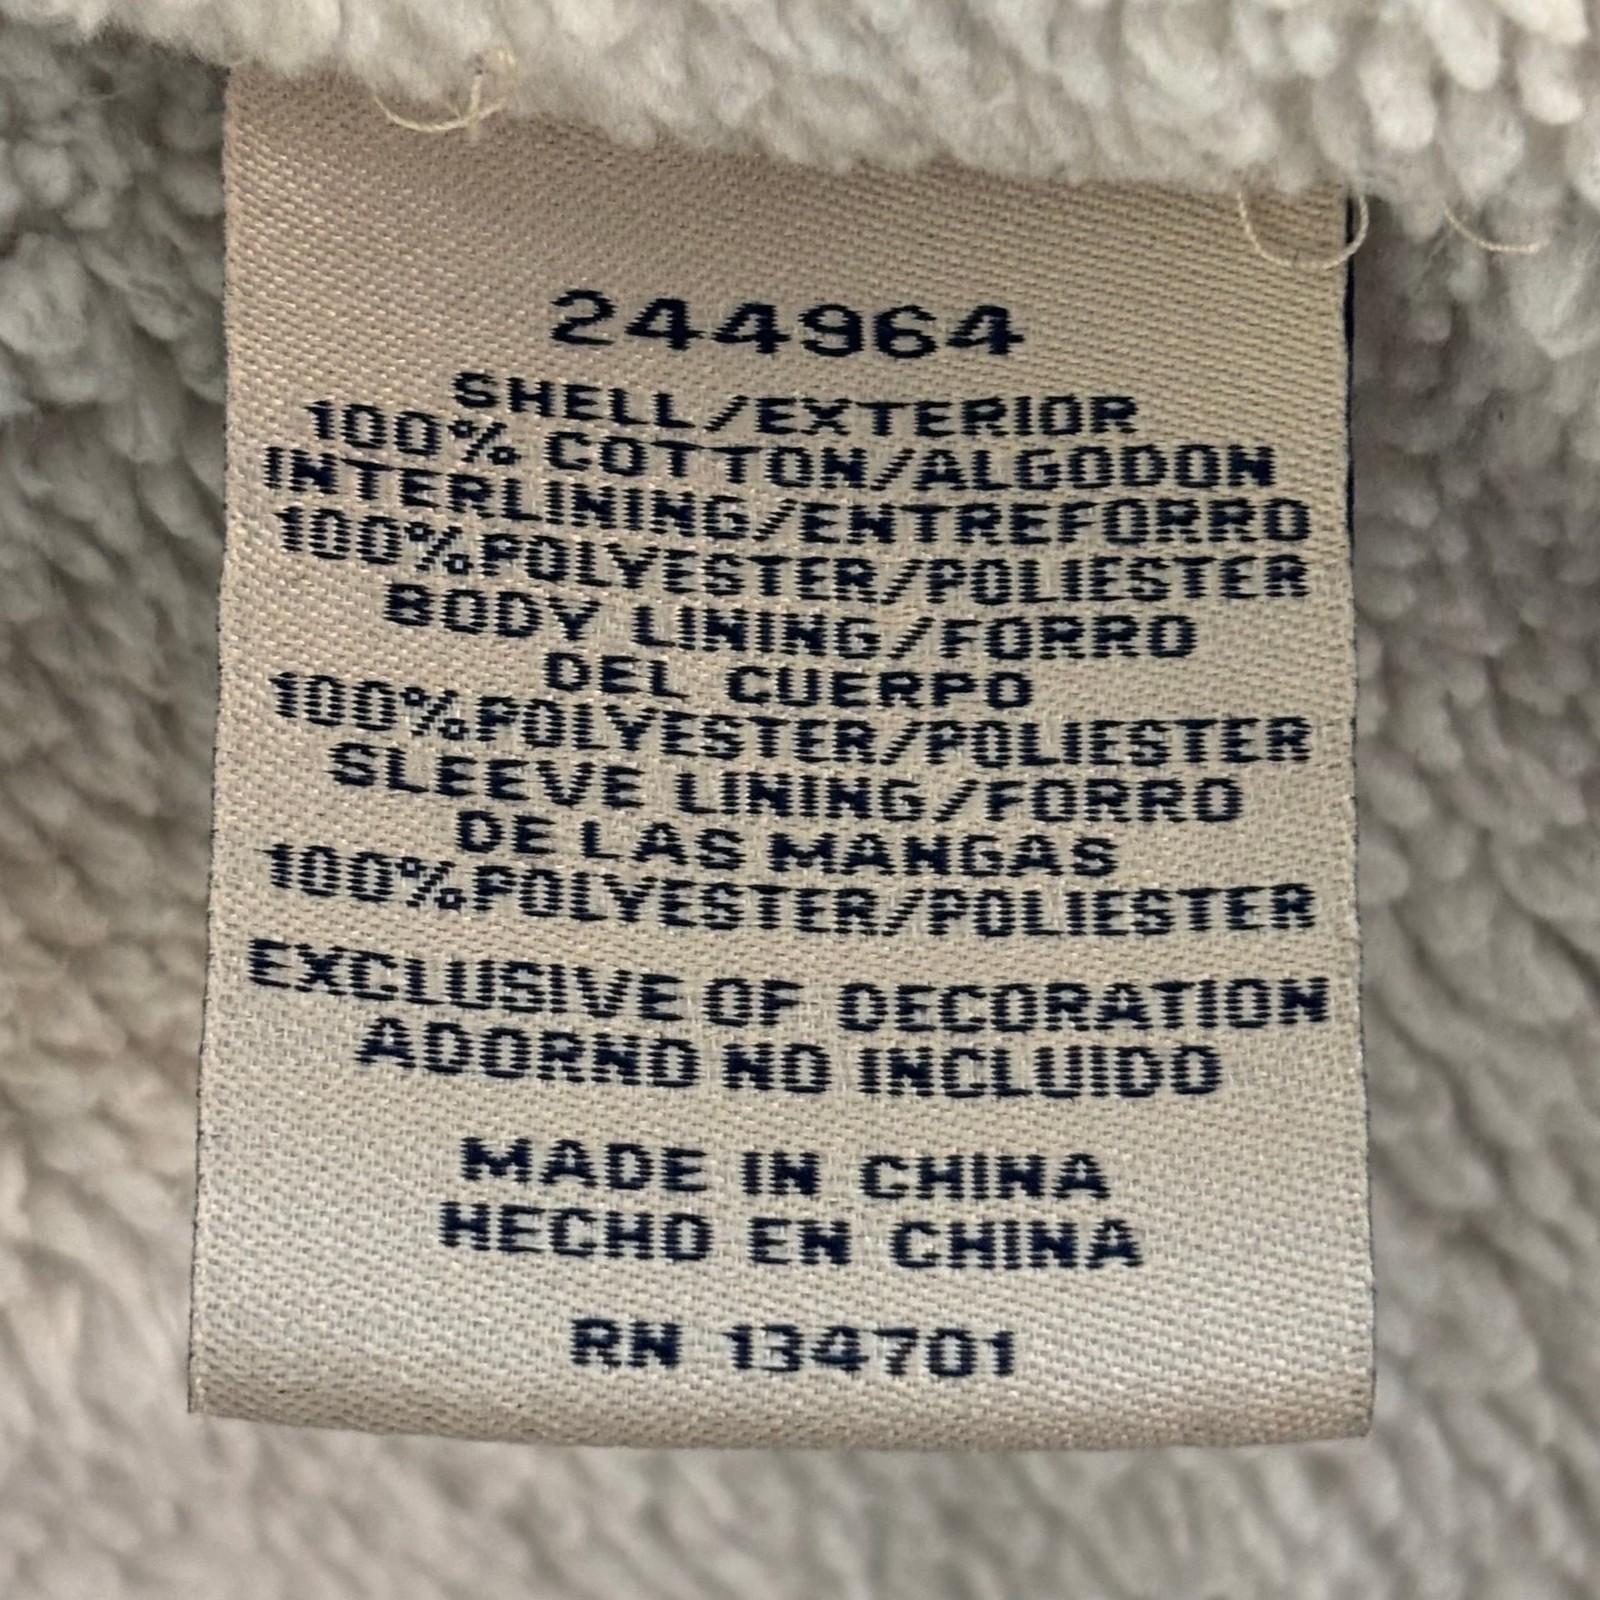 244964
SHELL/EXTERIOR
100% COTTON/ALGODON
INTERLINING/ENTREFORRO
100%POLYESTER/POLIESTER
BODY LINING/FORRO
DEL CUERPO
100%POLYESTER/POLIESTER
SLEEVE LINING/FORRO
DE LAS MANGAS
100%POLYESTER/POLIESTER
EXCLUSIVE OF DECORATION
ADORNO NO INCLUIDO
MADE IN CHINA
HECHO EN CHINA
RN 134701